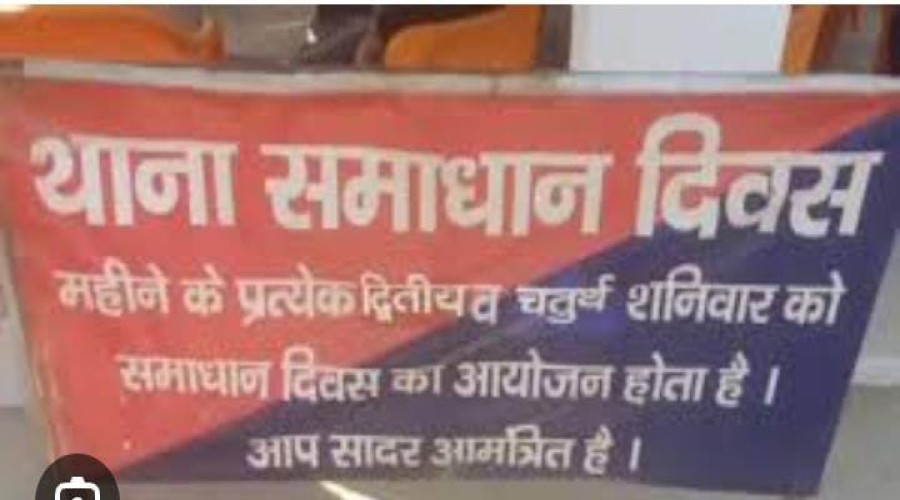 थाना समाधान दिवस
महीने के प्रत्येक द्वितीय व चतुर्थ शनिवार को
समाधान दिवस का आयोजन होता है ।
आप सादर आमंत्रित है ।